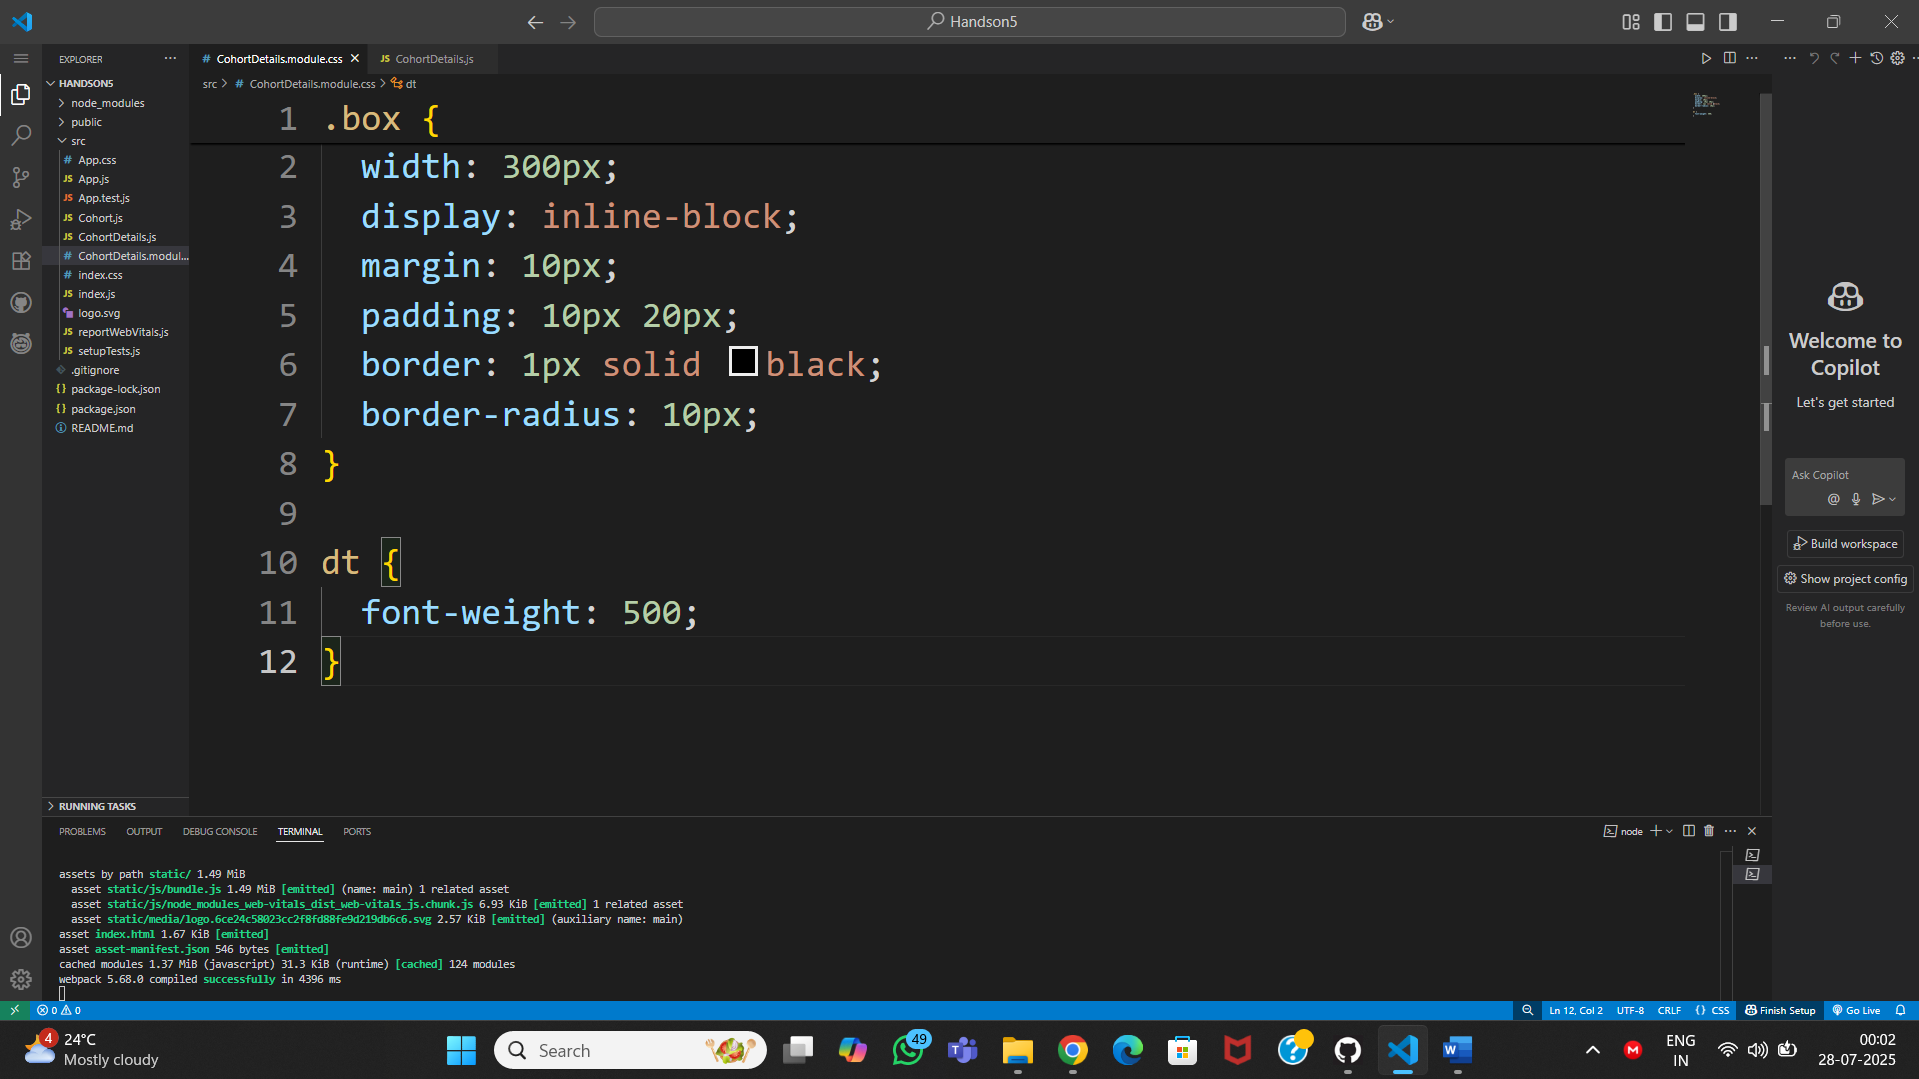 Handson5
EXPLORER
HANDSON5
node_modules
public
src
App.css
App.js
App.test.js
Cohort.js
CohortDetails.js
CohortDetails.modul...
index.css
index.js
logo.svg
reportWebVitals.js
setupTests.js
.gitignore
package-lock.json
package.json
README.md
RUNNING TASKS
CohortDetails.module.css
CohortDetails.js
src > # CohortDetails.module.css > dt
1 .box {
2 width: 300px;
3 display: inline-block;
4 margin: 10px;
5 padding: 10px 20px;
6 border: 1px solid black;
7 border-radius: 10px;
8 }
9
10 dt {
11 font-weight: 500;
12 }
Welcome to
Copilot
Let's get started
Ask Copilot
Build workspace
Show project config
Review AI output carefully
before use.
PROBLEMS OUTPUT DEBUG CONSOLE TERMINAL PORTS
node
assets by path static/ 1.49 MiB
asset static/js/bundle.js 1.49 MiB [emitted] (name: main) 1 related asset
asset static/js/node_modules_web-vitals_dist_web-vitals_js.chunk.js 6.93 KiB [emitted] 1 related asset
asset static/media/logo.6ce24c58023cc2f8fd88fe9d219db6c6.svg 2.57 KiB [emitted] (auxiliary name: main)
asset index.html 1.67 KiB [emitted]
asset asset-manifest.json 546 bytes [emitted]
cached modules 1.37 MiB (javascript) 31.3 KiB (runtime) [cached] 124 modules
webpack 5.68.0 compiled successfully in 4396 ms
0 0 Ln 12, Col 2 UTF-8 CRLF {} CSS Finish Setup Go Live
4
24°C
Mostly cloudy
Search
49
ENG
IN
00:02
28-07-2025